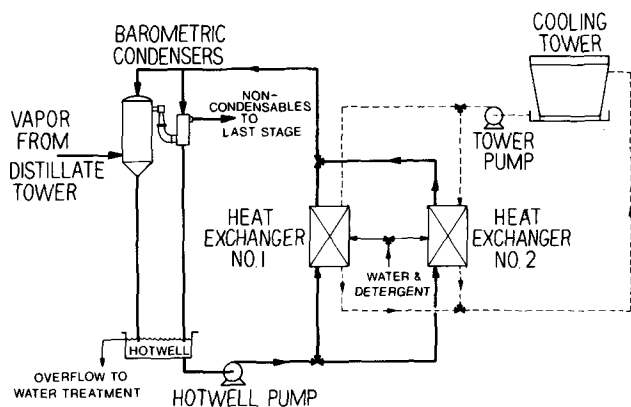 COOLING
TOWER
BAROMETRIC
CONDENSERS
NON-
CONDENSABLES
TO
LAST STAGE
VAPOR
FROM
DISTILLATE
TOWER
TOWER
PUMP
HEAT
EXCHANGER
NO.1
HEAT
EXCHANGER
NO.2
WATER &
DETERGENT
HOTWELL
OVERFLOW TO
WATER TREATMENT
HOTWELL PUMP